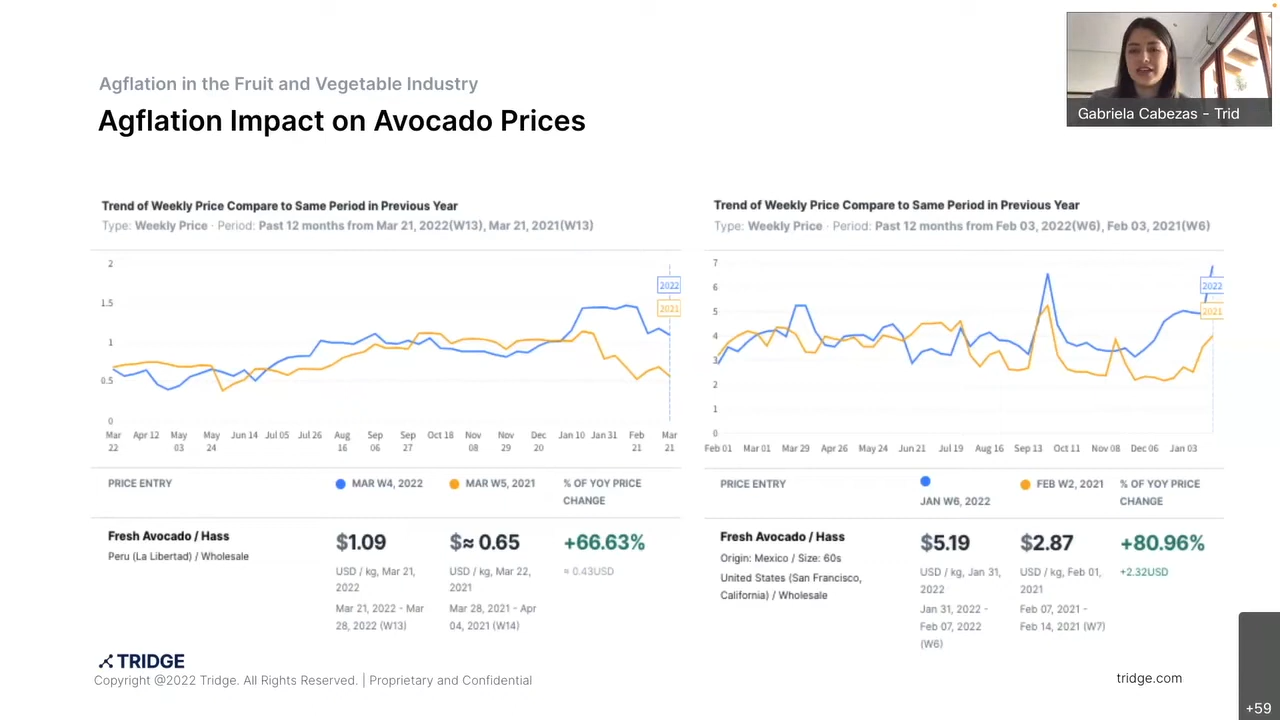 Agflation in the Fruit and Vegetable Industry
Agflation Impact on Avocado Prices
Gabriela Cabezas - Trid
Trend of Weekly Price Compare to Same Period in Previous Year
Type: Weekly Price · Period: Past 12 months from Mar 21, 2022(W13), Mar 21, 2021(W13)
2
1.5
1
0.5
0
2022
2021
Mar 22 Apr 12 May 03 May 24 Jun 14 Jul 05 Jul 26 Aug 16 Sep 06 Sep 27 Oct 18 Nov 08 Nov 29 Dec 20 Jan 10 Jan 31 Feb 21 Mar 21
PRICE ENTRY
MAR W4, 2022
MAR W5, 2021
% OF YOY PRICE
CHANGE
Fresh Avocado / Hass
Peru (La Libertad) / Wholesale
$1.09
USD / kg, Mar 21,
2022
Mar 21, 2022 - Mar
28, 2022 (W13)
$≈ 0.65
USD / kg, Mar 22,
2021
Mar 28, 2021 - Apr
04, 2021 (W14)
+66.63%
≈ 0.43USD
Trend of Weekly Price Compare to Same Period in Previous Year
Type: Weekly Price · Period: Past 12 months from Feb 03, 2022(W6), Feb 03, 2021(W6)
7
6
5
4
3
2
1
0
2022
2021
Feb 01 Mar 01 Mar 29 Apr 26 May 24 Jun 21 Jul 19 Aug 16 Sep 13 Oct 11 Nov 08 Dec 06 Jan 03
PRICE ENTRY
JAN W6, 2022
FEB W2, 2021
% OF YOY PRICE
CHANGE
Fresh Avocado / Hass
Origin: Mexico / Size: 60s
United States (San Francisco,
California) / Wholesale
$5.19
USD / kg, Jan 31,
2022
Jan 31, 2022 -
Feb 07, 2022
(W6)
$2.87
USD / kg, Feb 01,
2021
Feb 07, 2021 -
Feb 14, 2021 (W7)
+80.96%
+2.32USD
TRIDGE
Copyright @2022 Tridge. All Rights Reserved. | Proprietary and Confidential
tridge.com
+59